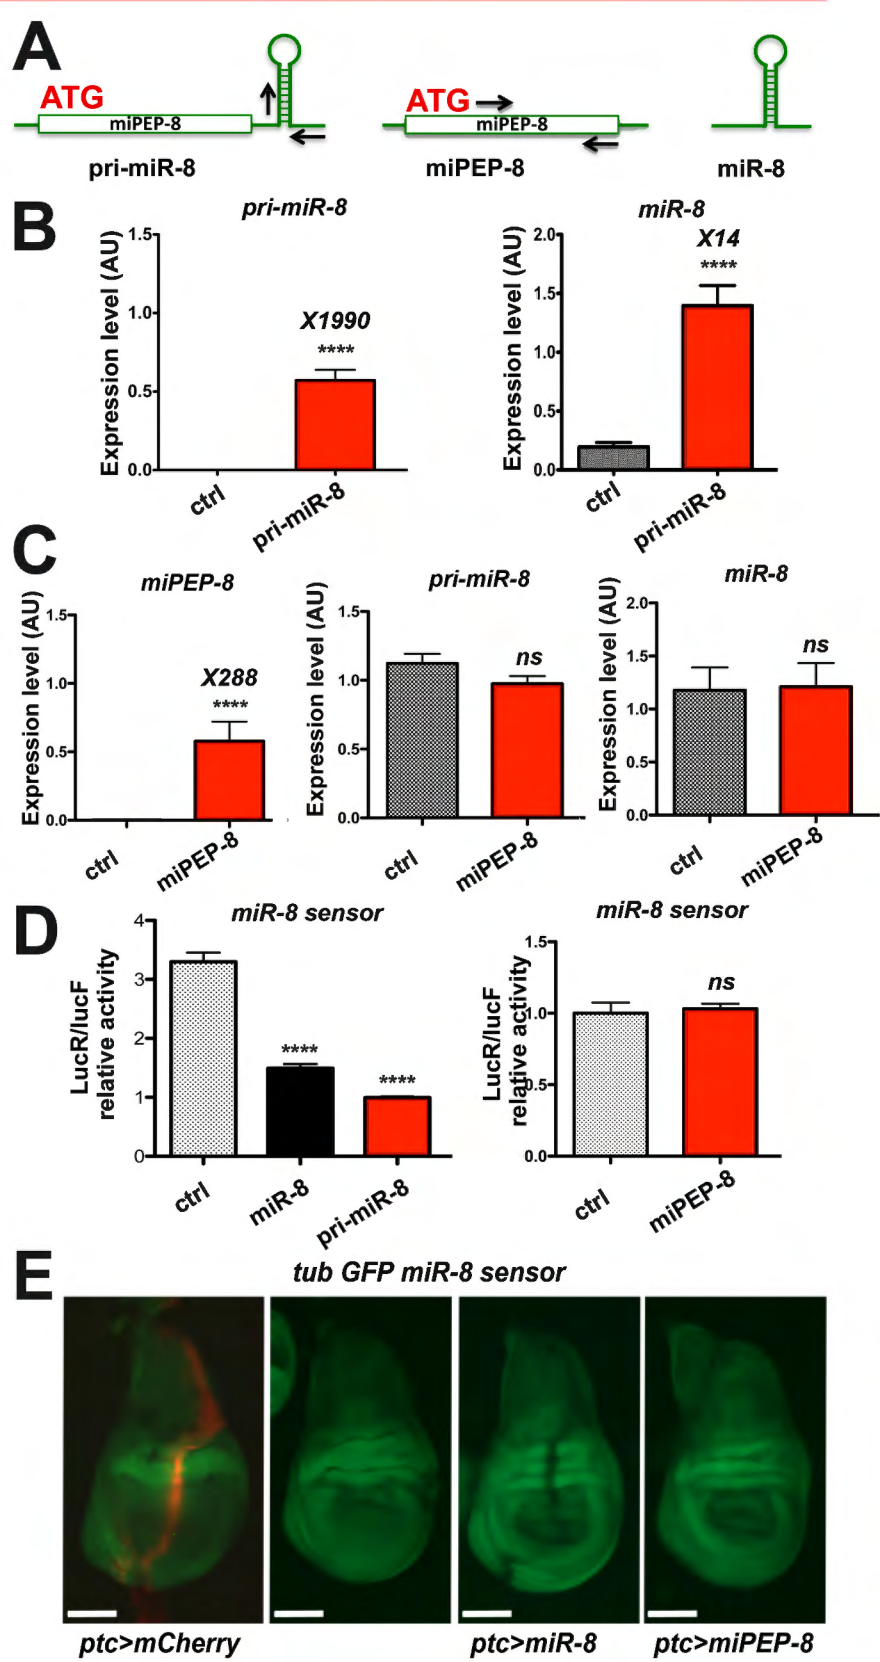 A
ATG
miPEP-8
pri-miR-8
ATG
miPEP-8
miPEP-8
miR-8
B
pri-miR-8
Expression level (AU)
1.5
1.0
0.5
0.0
X1990
****
ctrl
pri-miR-8
miR-8
Expression level (AU)
2.0
1.5
1.0
0.5
0.0
X14
****
ctrl
pri-miR-8
C
miPEP-8
Expression level (AU)
1.5
1.0
0.5
0.0
X288
****
ctrl
miPEP-8
pri-miR-8
Expression level (AU)
1.5
1.0
0.5
0.0
ns
ctrl
miPEP-8
miR-8
Expression level (AU)
2.0
1.5
1.0
0.5
0.0
ns
ctrl
miPEP-8
D
miR-8 sensor
LucR/lucF
relative activity
4
3
2
1
0
****
****
ctrl
miR-8
pri-miR-8
miR-8 sensor
LucR/lucF
relative activity
1.5
1.0
0.5
0.0
ns
ctrl
miPEP-8
E
tub GFP miR-8 sensor
ptc>mCherry
ptc>miR-8
ptc>miPEP-8